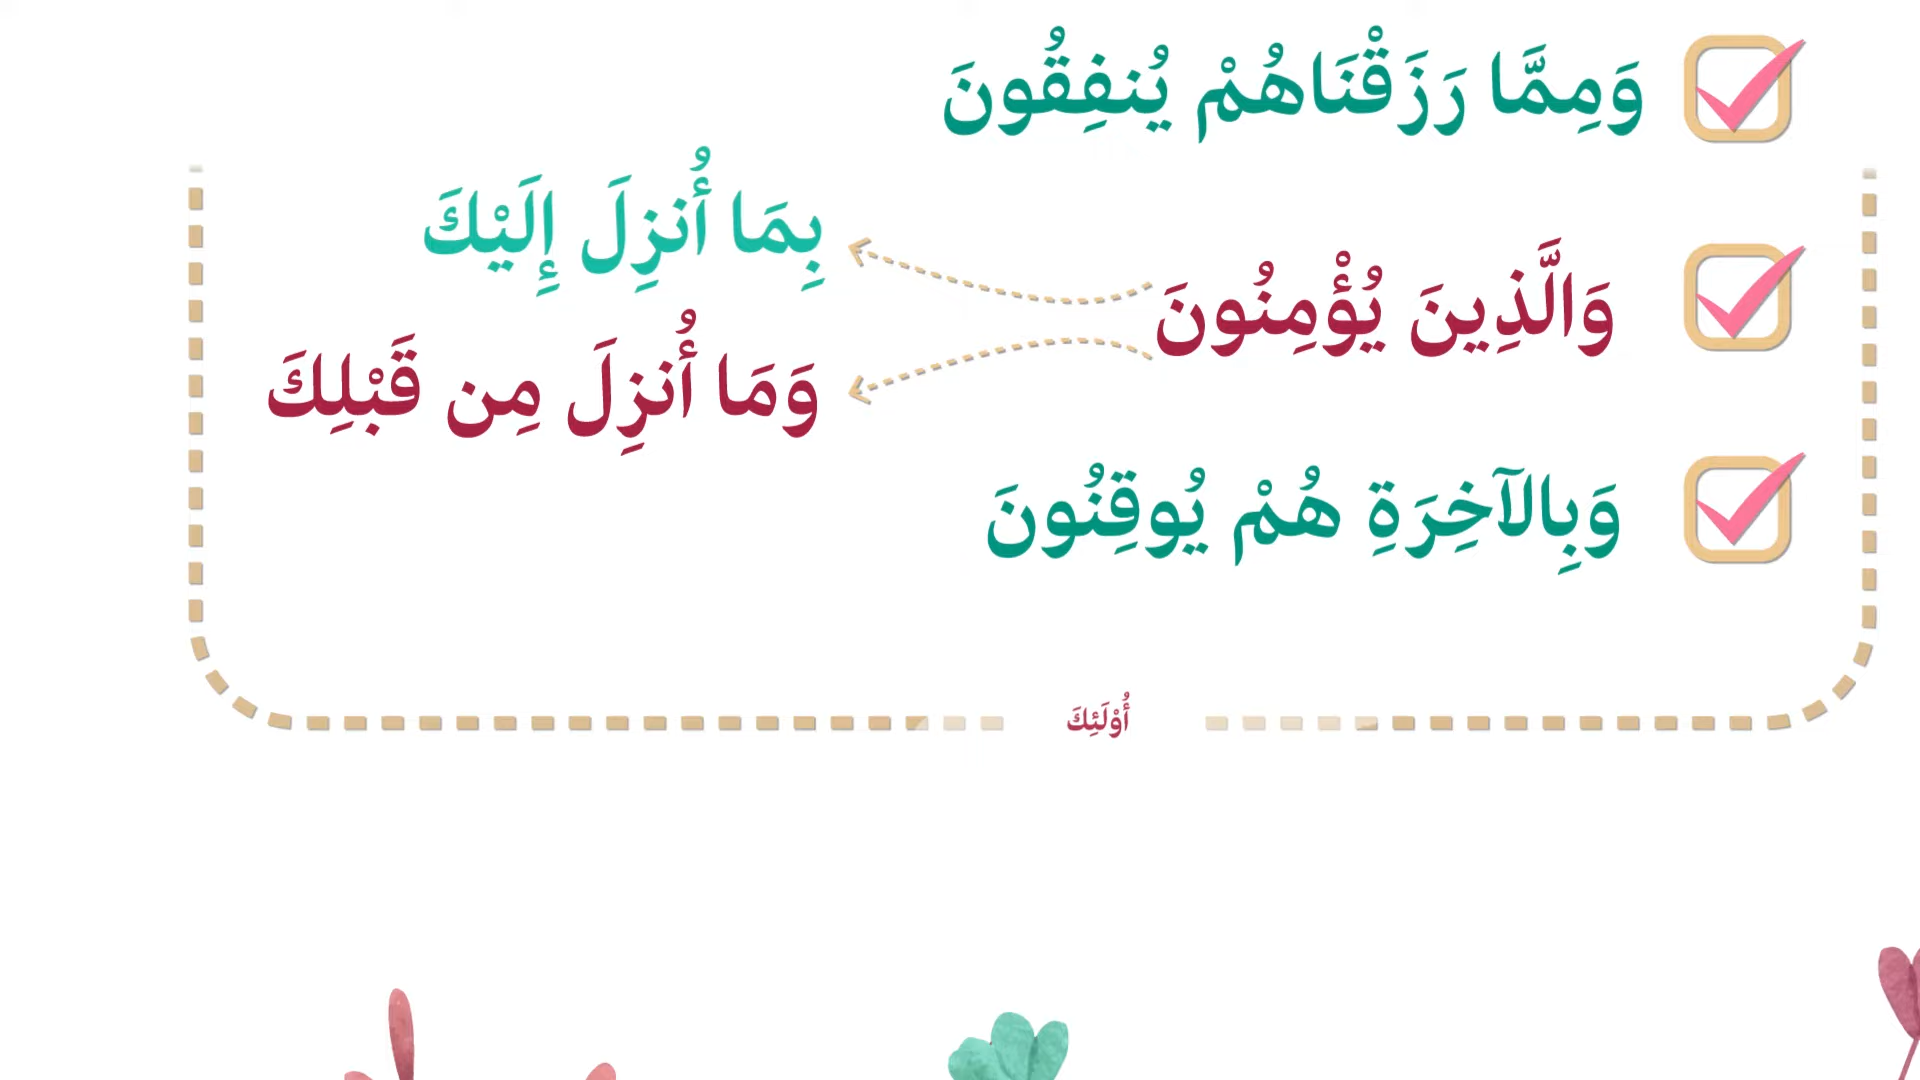 وَمِمَّا رَزَقْنَاهُمْ يُنفِقُونَ
وَالَّذِينَ يُؤْمِنُونَ
بِمَا أُنزِلَ إِلَيْكَ
وَمَا أُنزِلَ مِن قَبْلِكَ
وَبِالآخِرَةِ هُمْ يُوقِنُونَ
أُوْلَئِكَ